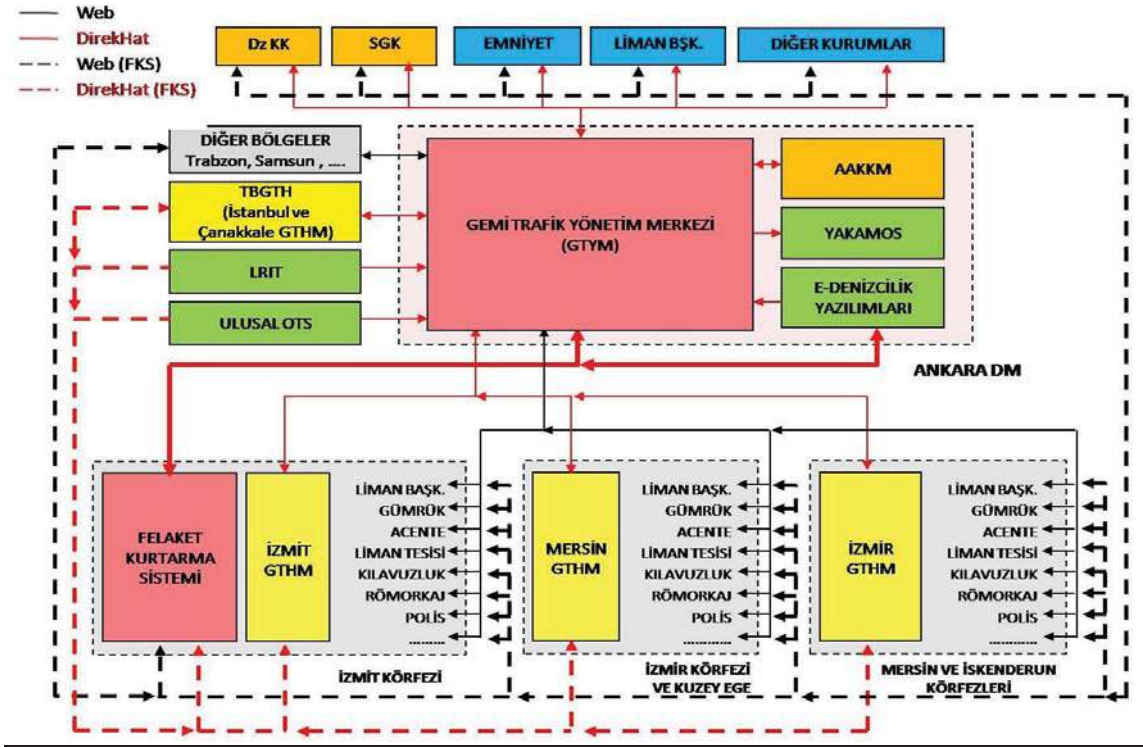 Web
DirekHat
Web (FKS)
DirekHat (FKS)
Dz KK
SGK
EMNİYET
LİMAN BŞK.
DİĞER KURUMLAR
DİĞER BÖLGELER
Trabzon, Samsun , ....
TBGTH
(İstanbul ve
Çanakkale GTHM)
LRIT
ULUSAL OTS
GEMİ TRAFİK YÖNETİM MERKEZİ
(GTYM)
AAKKM
YAKAMOS
E-DENİZCİLİK
YAZILIMLARI
ANKARA DM
FELAKET
KURTARMA
SİSTEMİ
İZMİT
GTHM
LİMAN BAŞK.
GÜMRÜK
ACENTE
LİMAN TESİSİ
KILAVUZLUK
RÖMORKAJ
POLİS
..........
İZMİT KÖRFEZİ
MERSİN
GTHM
LİMAN BAŞK.
GÜMRÜK
ACENTE
LİMAN TESİSİ
KILAVUZLUK
RÖMORKAJ
POLİS
..........
İZMİR KÖRFEZİ
VE KUZEY EGE
İZMİR
GTHM
LİMAN BAŞK.
GÜMRÜK
ACENTE
LİMAN TESİSİ
KILAVUZLUK
RÖMORKAJ
POLİS
..........
MERSİN VE İSKENDERUN
KÖRFEZLERİ